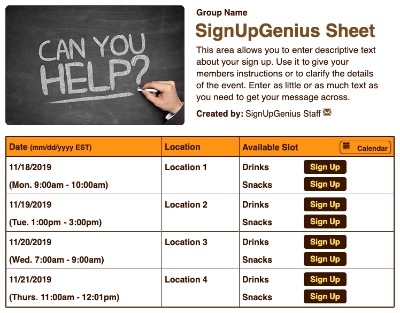 CAN YOU
HELP?
Group Name
SignUpGenius Sheet
This area allows you to enter descriptive text
about your sign up. Use it to give your
members instructions or to clarify the details
of the event. Enter as little or as much text as
you need to get your message across.
Created by: SignUpGenius Staff
Date (mm/dd/yyyy EST) Location Available Slot Calendar
11/18/2019 Location 1 Drinks Sign Up
(Mon. 9:00am - 10:00am) Snacks Sign Up
11/19/2019 Location 2 Drinks Sign Up
(Tue. 1:00pm - 3:00pm) Snacks Sign Up
11/20/2019 Location 3 Drinks Sign Up
(Wed. 7:00am - 9:00am) Snacks Sign Up
11/21/2019 Location 4 Drinks Sign Up
(Thurs. 11:00am - 12:01pm) Snacks Sign Up